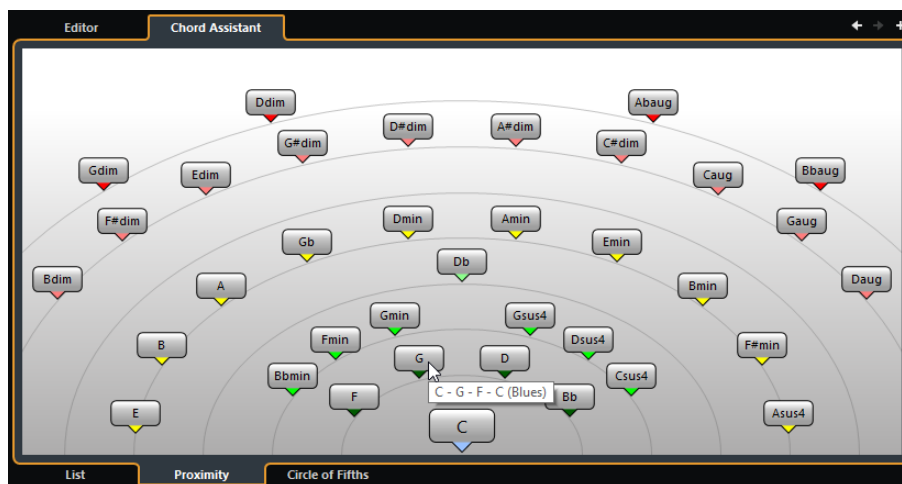 Editor
Chord Assistant
Ddim
Abaug
D#dim
A#dim
G#dim
C#dim
Gdim
Edim
Caug
Bbaug
F#dim
Dmin
Amin
Gaug
Gb
Emin
Db
Bdim
A
Bmin
Daug
Gmin
Gsus4
Fmin
Dsus4
B
F#min
G
D
Bbmin
Csus4
C - G - F - C (Blues)
F
Bb
E
Asus4
C
List
Proximity
Circle of Fifths